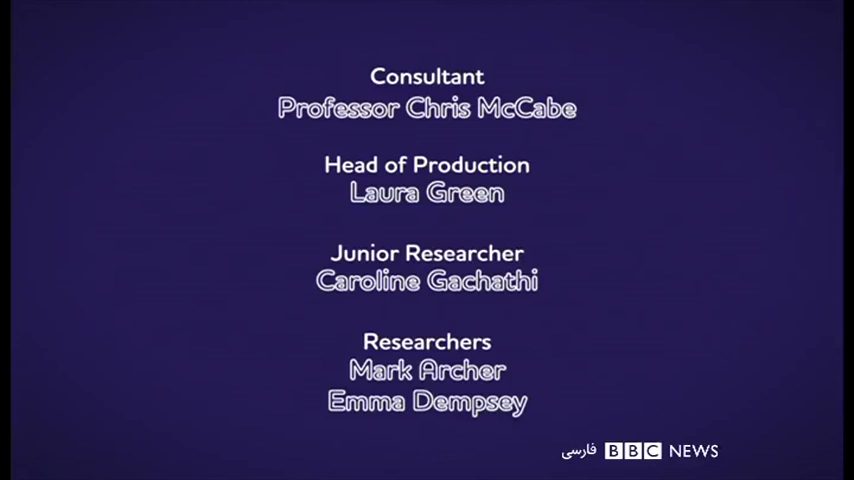 Consultant
Professor Chris McCabe
Head of Production
Laura Green
Junior Researcher
Caroline Gachathi
Researchers
Mark Archer
Emma Dempsey
BBC NEWS فارسی